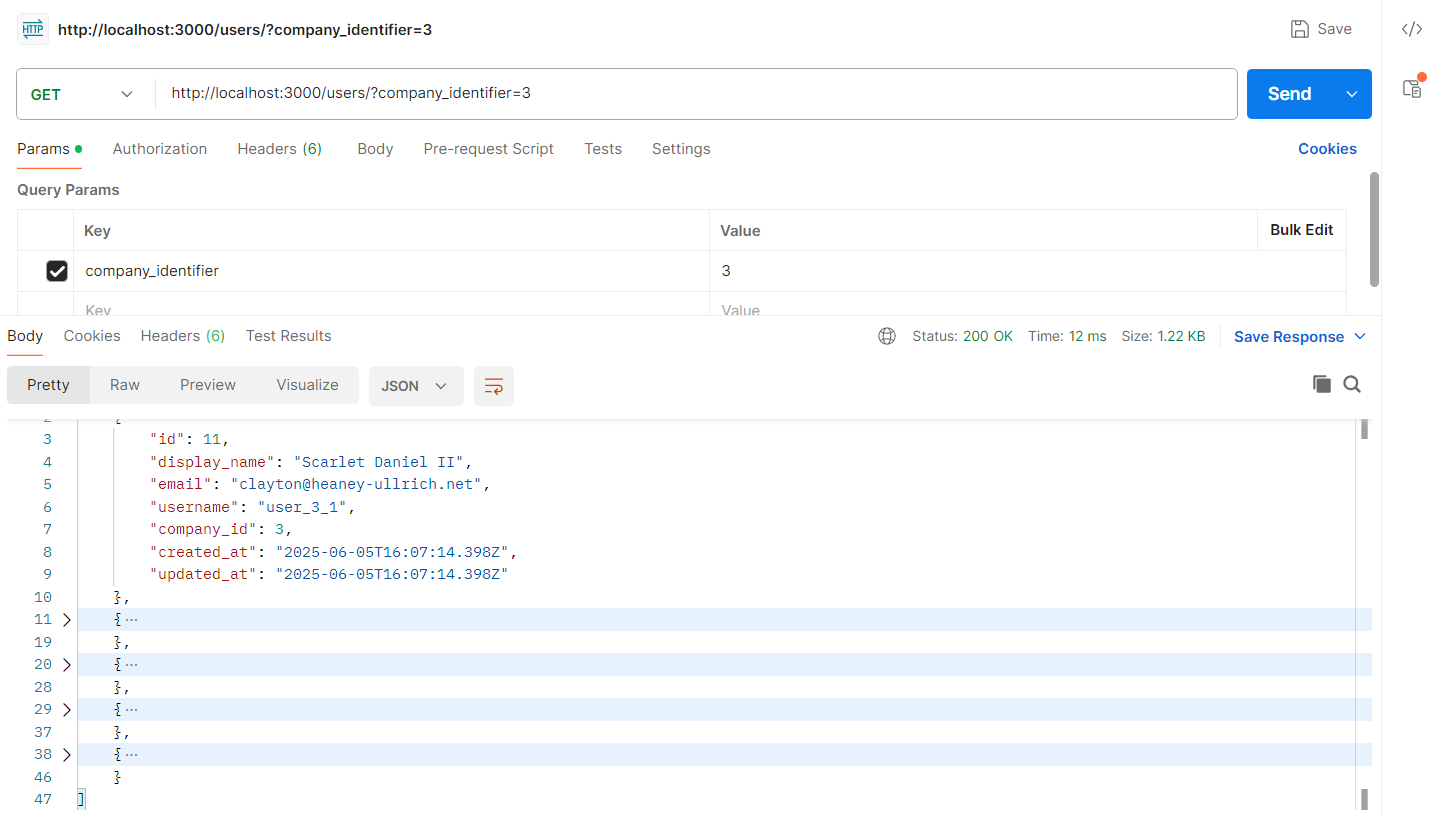 HTTP http://localhost:3000/users/?company_identifier=3 Save </>
GET http://localhost:3000/users/?company_identifier=3 Send
Params Authorization Headers (6) Body Pre-request Script Tests Settings Cookies
Query Params
Key Value Bulk Edit
company_identifier 3
Key Value
Body Cookies Headers (6) Test Results Status: 200 OK Time: 12 ms Size: 1.22 KB Save Response
Pretty Raw Preview Visualize JSON
2 {
3 "id": 11,
4 "display_name": "Scarlet Daniel II",
5 "email": "clayton@heaney-ullrich.net",
6 "username": "user_3_1",
7 "company_id": 3,
8 "created_at": "2025-06-05T16:07:14.398Z",
9 "updated_at": "2025-06-05T16:07:14.398Z"
10 },
11 { ···
19 },
20 { ···
28 },
29 { ···
37 },
38 { ···
46 }
47 ]